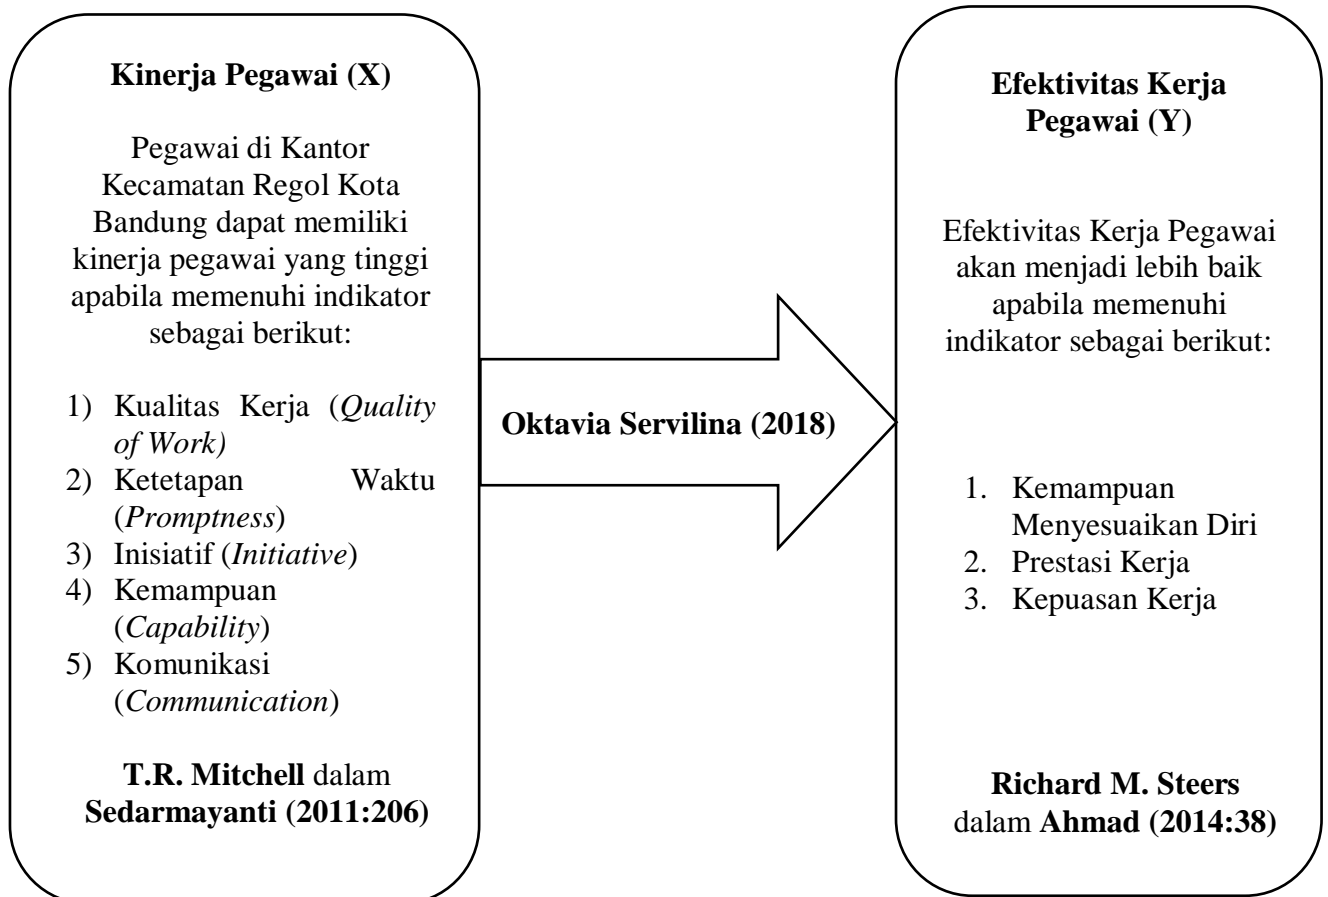 Kinerja Pegawai (X)
Pegawai di Kantor
Kecamatan Regol Kota
Bandung dapat memiliki
kinerja pegawai yang tinggi
apabila memenuhi indikator
sebagai berikut:
1) Kualitas Kerja (Quality
of Work)
2) Ketetapan Waktu
(Promptness)
3) Inisiatif (Initiative)
4) Kemampuan
(Capability)
5) Komunikasi
(Communication)
T.R. Mitchell dalam
Sedarmayanti (2011:206)
Oktavia Servilina (2018)
Efektivitas Kerja
Pegawai (Y)
Efektivitas Kerja Pegawai
akan menjadi lebih baik
apabila memenuhi
indikator sebagai berikut:
1. Kemampuan
Menyesuaikan Diri
2. Prestasi Kerja
3. Kepuasan Kerja
Richard M. Steers
dalam Ahmad (2014:38)